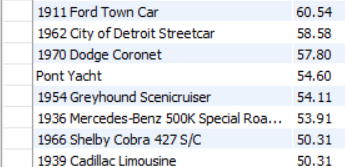 1911 Ford Town Car 60.54
1962 City of Detroit Streetcar 58.58
1970 Dodge Coronet 57.80
Pont Yacht 54.60
1954 Greyhound Scenicruiser 54.11
1936 Mercedes-Benz 500K Special Roa... 53.91
1966 Shelby Cobra 427 S/C 50.31
1939 Cadillac Limousine 50.31